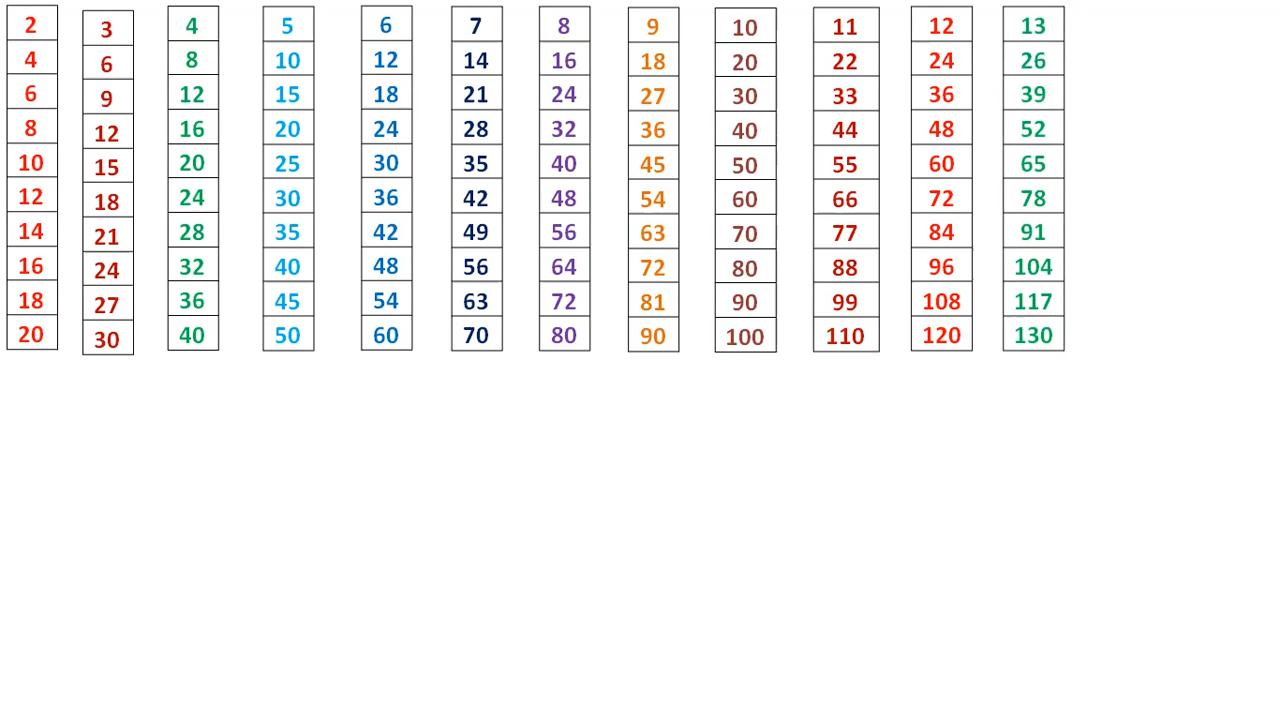 2 3 4 5 6 7 8 9 10 11 12 13
4 6 8 10 12 14 16 18 20 22 24 26
6 9 12 15 18 21 24 27 30 33 36 39
8 12 16 20 24 28 32 36 40 44 48 52
10 15 20 25 30 35 40 45 50 55 60 65
12 18 24 30 36 42 48 54 60 66 72 78
14 21 28 35 42 49 56 63 70 77 84 91
16 24 32 40 48 56 64 72 80 88 96 104
18 27 36 45 54 63 72 81 90 99 108 117
20 30 40 50 60 70 80 90 100 110 120 130